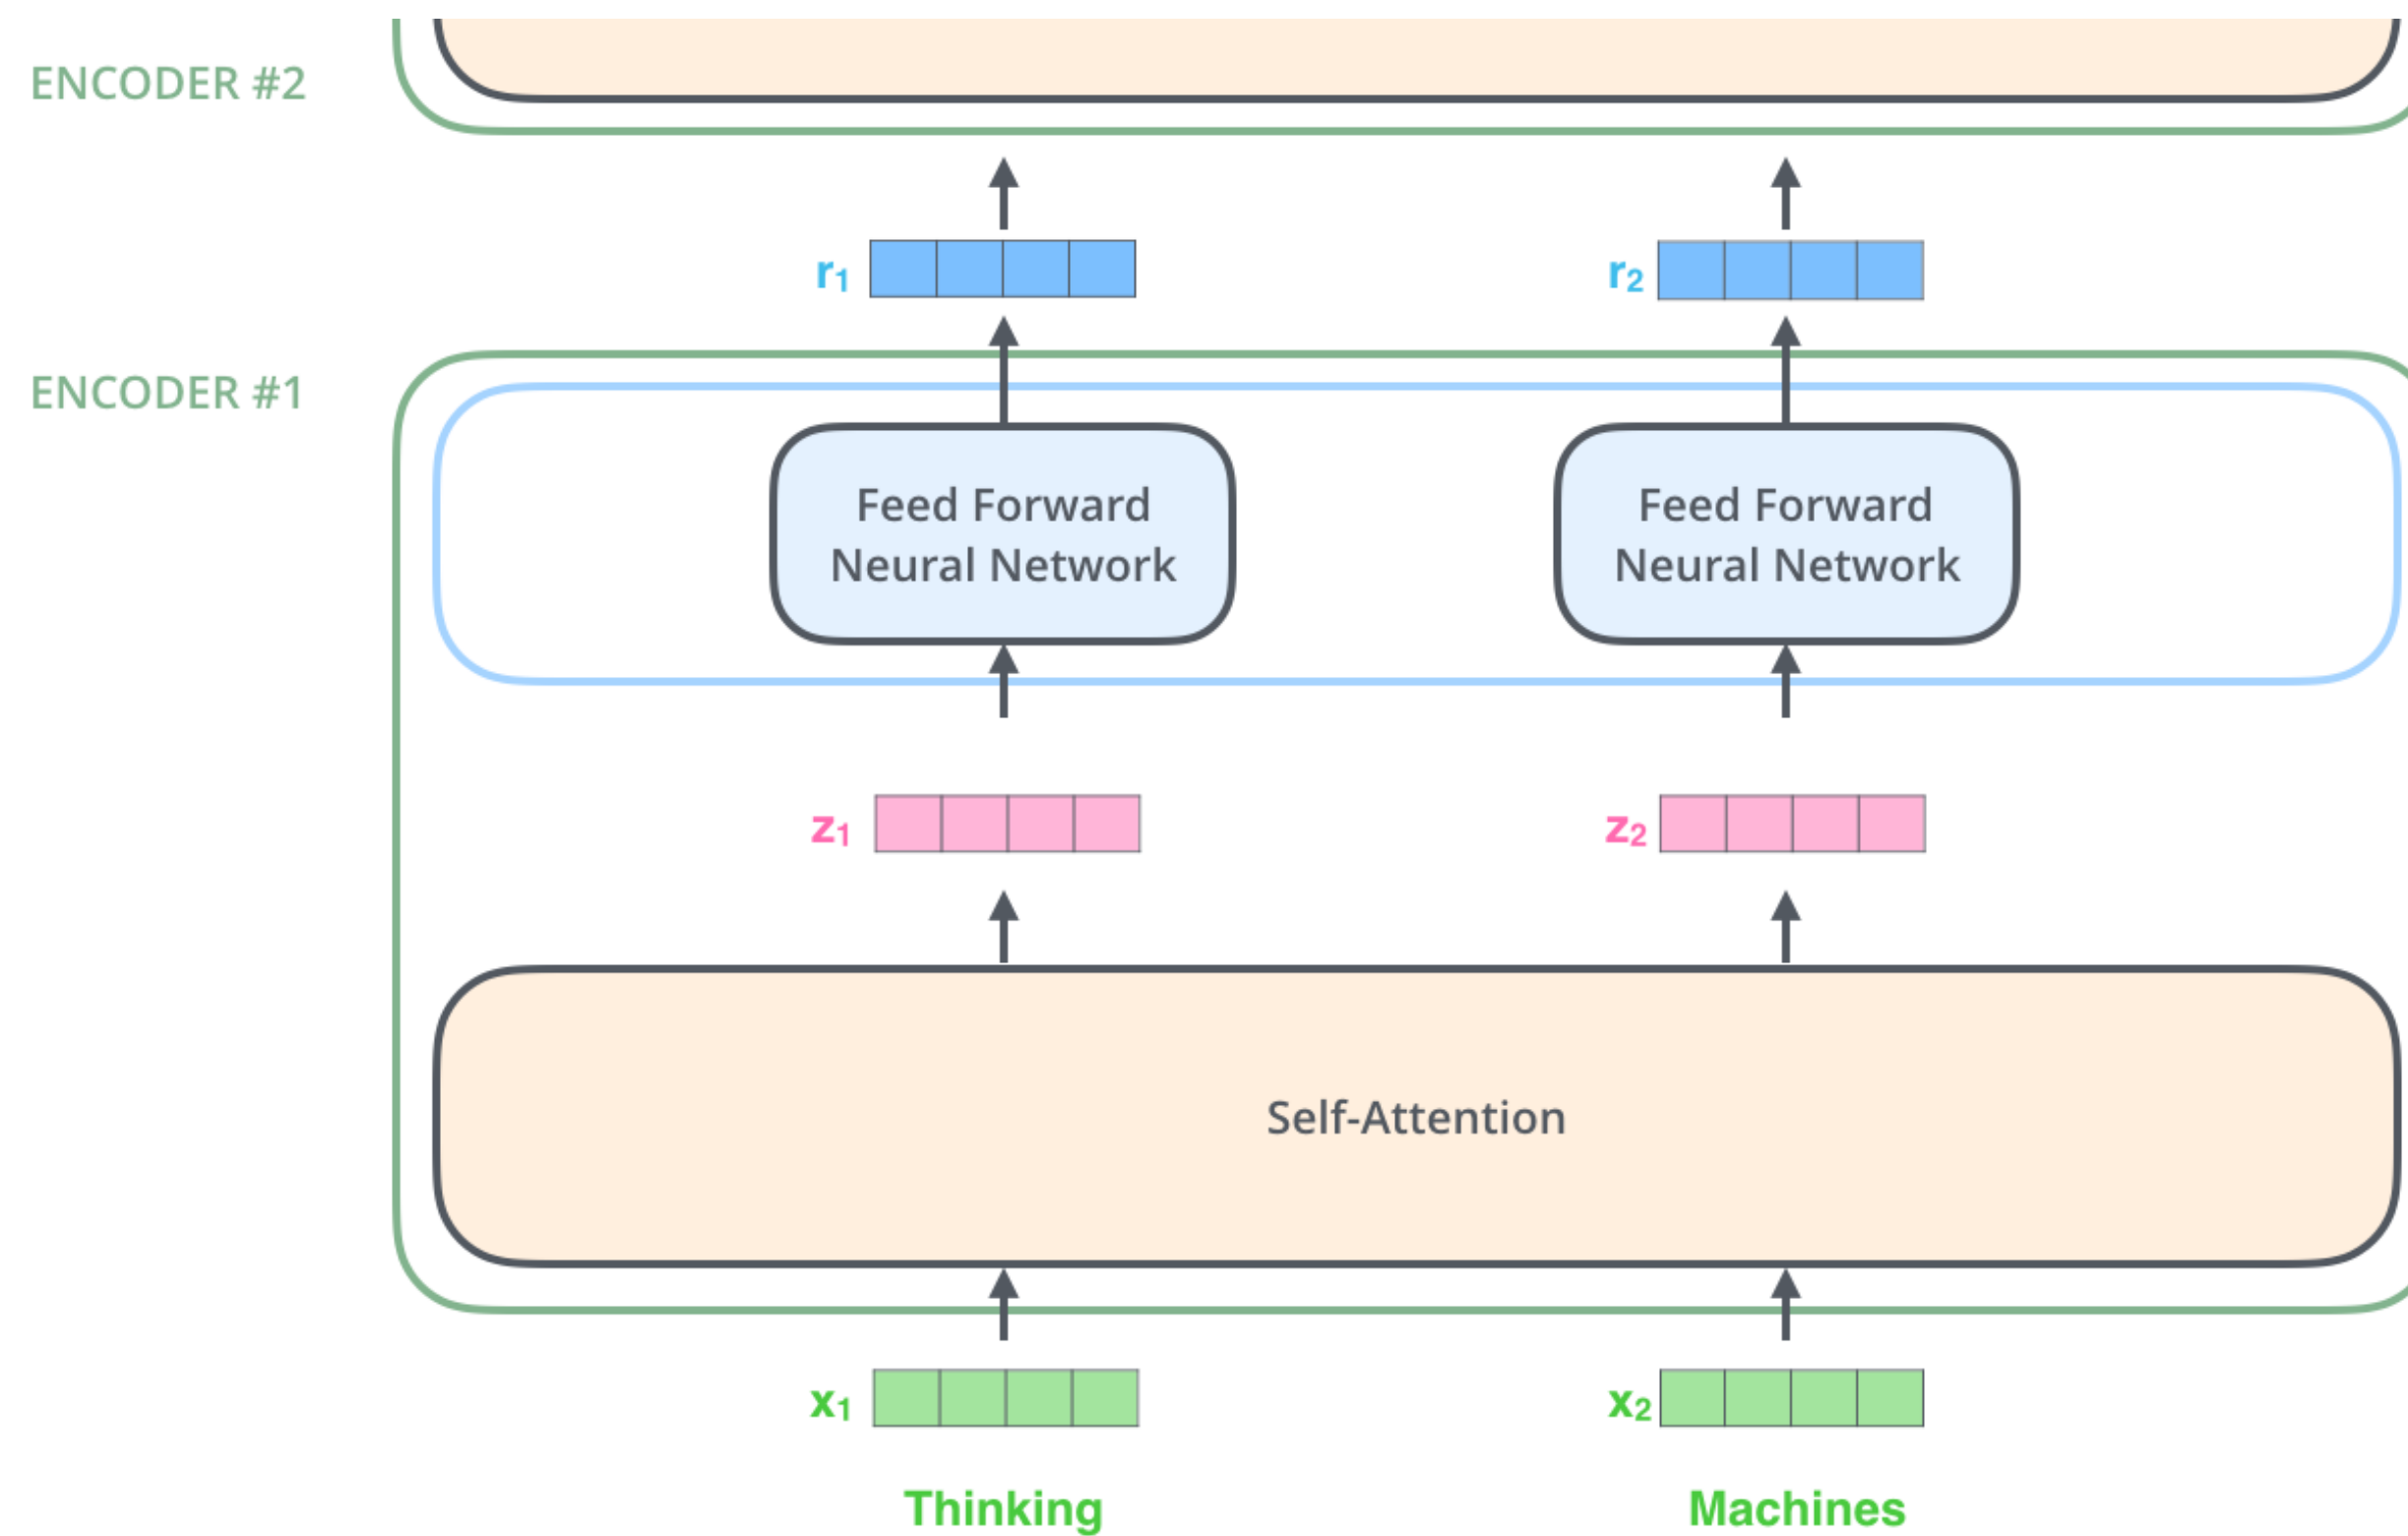 ENCODER #2
r₁
r₂
ENCODER #1
Feed Forward
Neural Network
Feed Forward
Neural Network
z₁
z₂
Self-Attention
x₁
x₂
Thinking
Machines